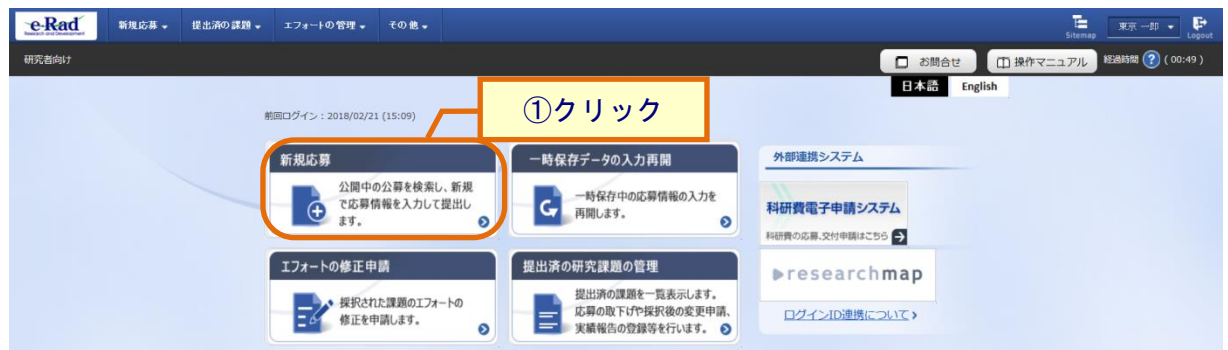 e-Rad
Research and Development
新規応募
提出済の課題
エフォートの管理
その他
Sitemap
東京 一郎
Logout
研究者向け
お問合せ
操作マニュアル
経過時間 ? ( 00:49 )
日本語 English
前回ログイン：2018/02/21 (15:09)
①クリック
新規応募
公開中の公募を検索し、新規
で応募情報を入力して提出し
ます。
一時保存データの入力再開
一時保存中の応募情報の入力を
再開します。
エフォートの修正申請
採択された課題のエフォートの
修正を申請します。
提出済の研究課題の管理
提出済の課題を一覧表示します。
応募の取下げや採択後の変更申請、
実績報告の登録等を行います。
外部連携システム
科研費電子申請システム
科研費の応募、交付申請はこちら
researchmap
ログインID連携について